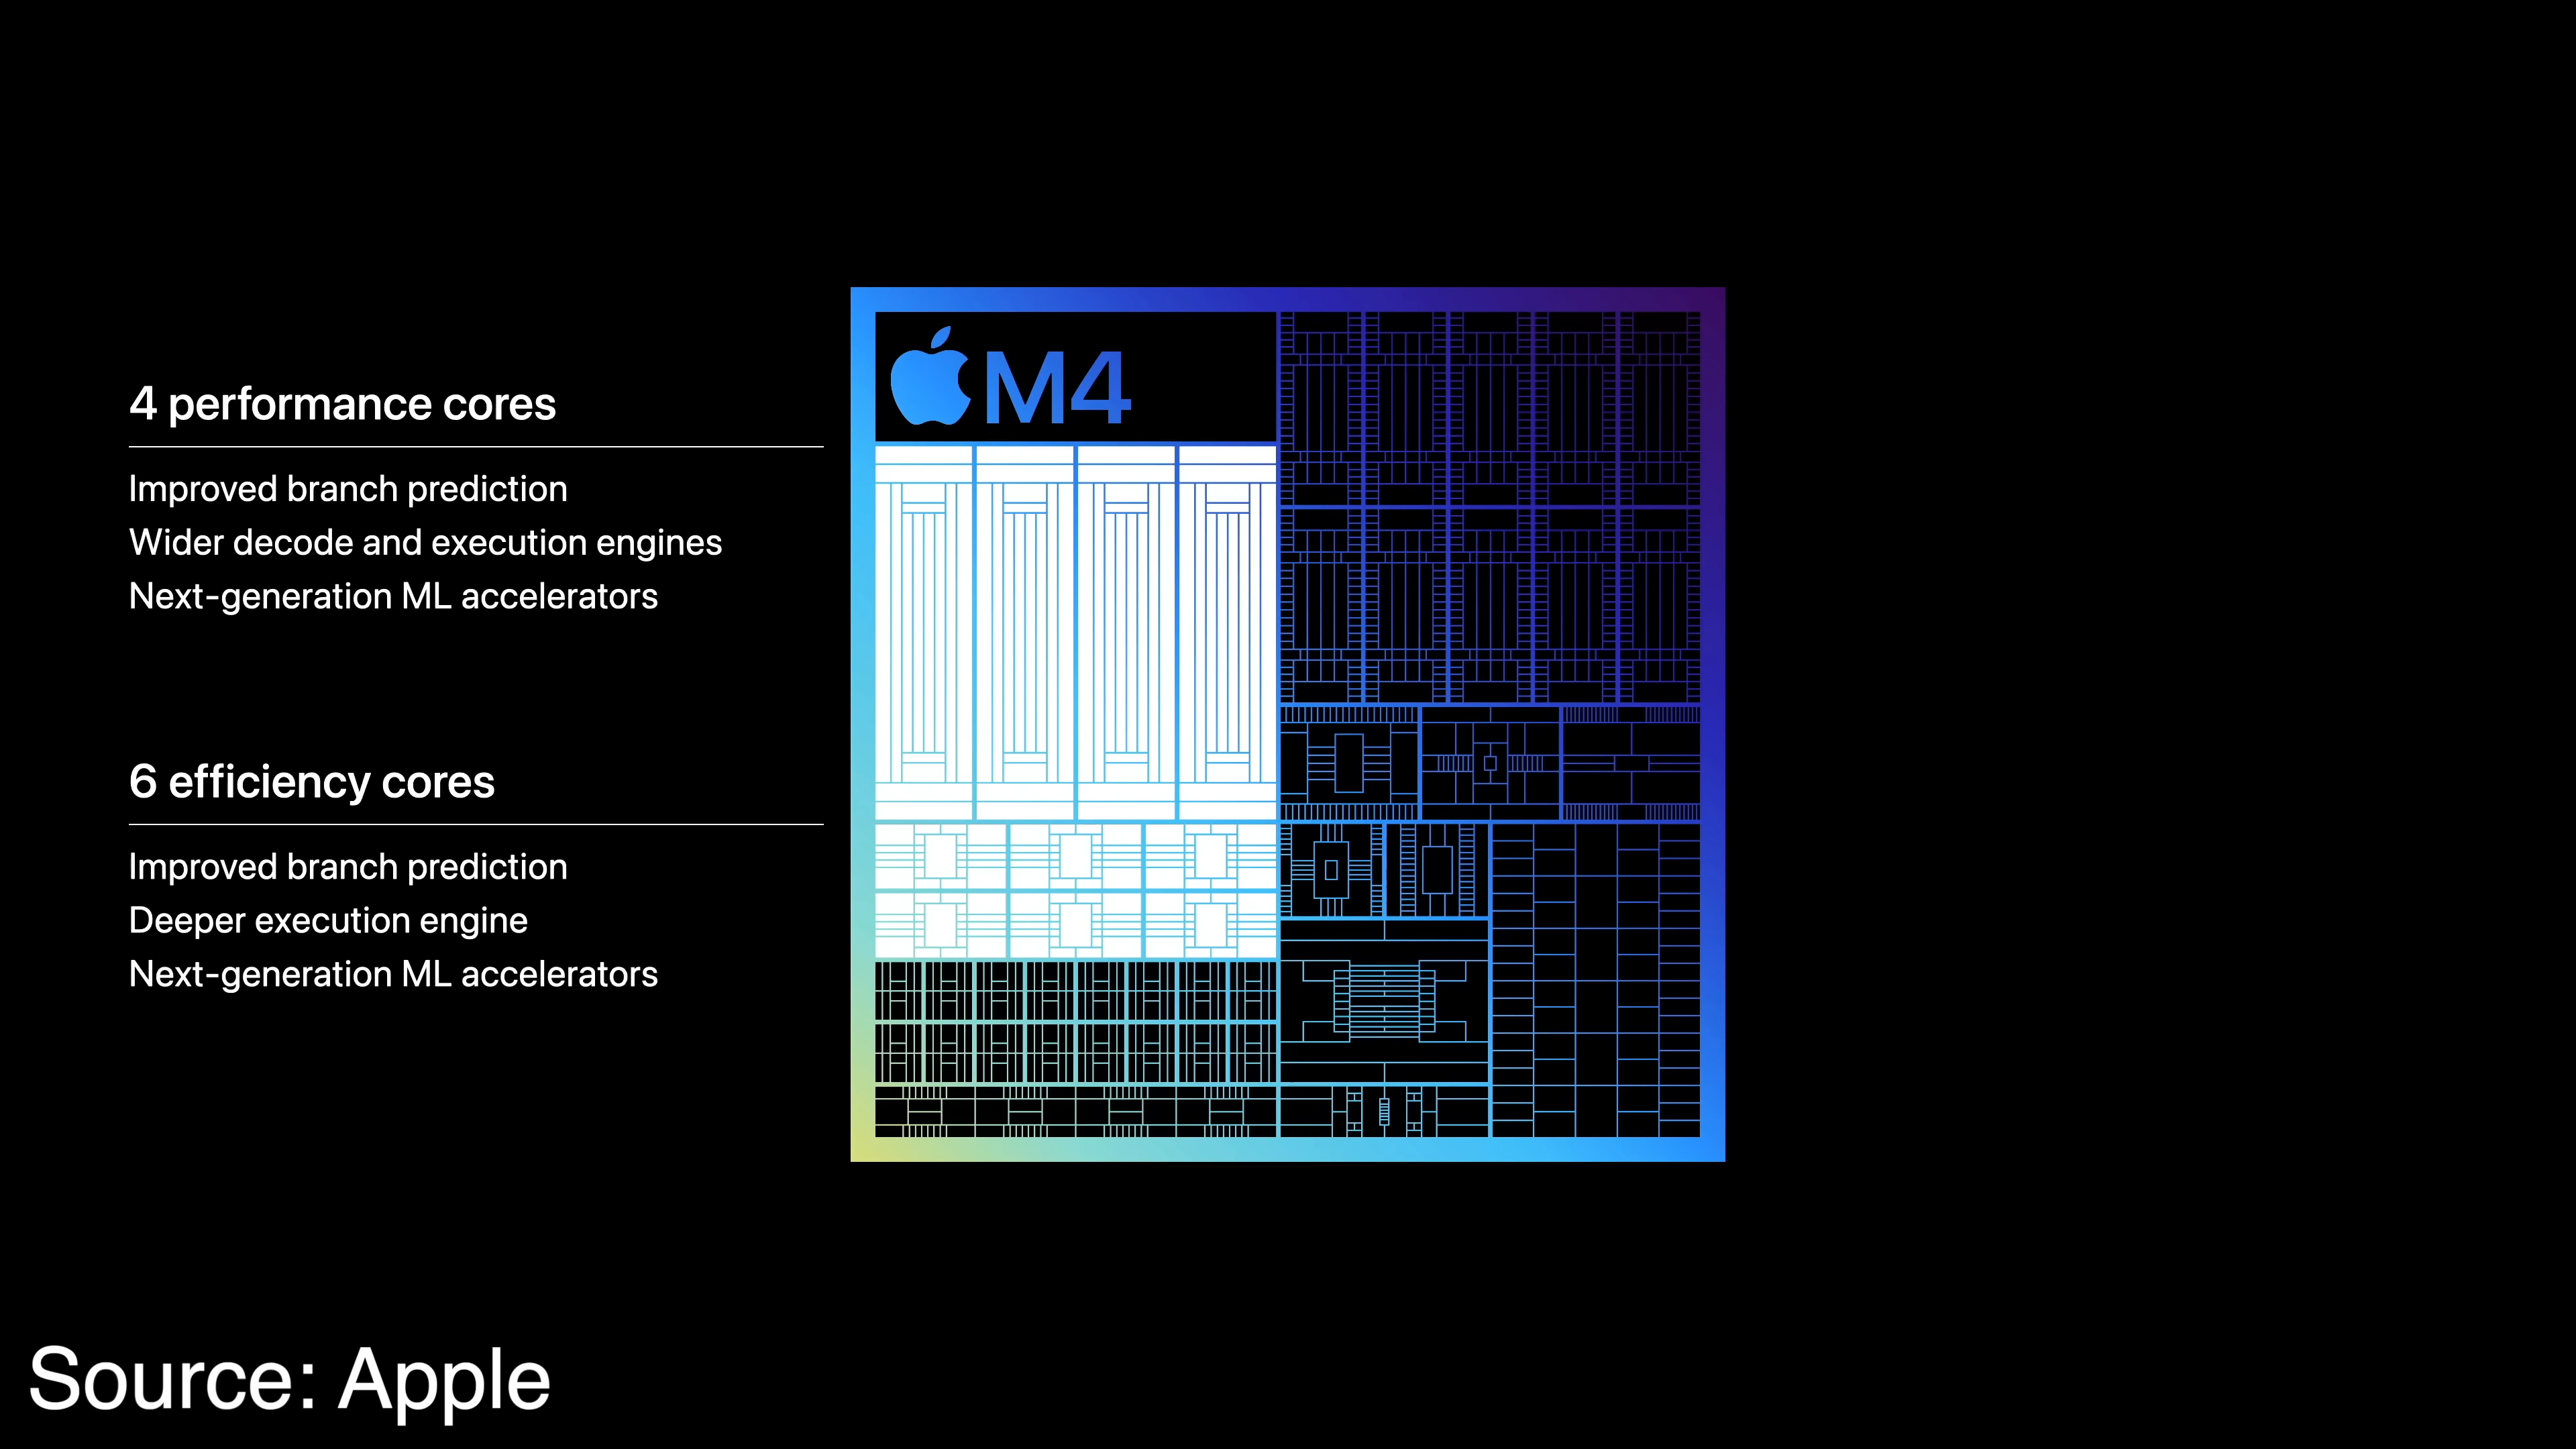 4 performance cores
Improved branch prediction
Wider decode and execution engines
Next-generation ML accelerators
6 efficiency cores
Improved branch prediction
Deeper execution engine
Next-generation ML accelerators
M4
Source: Apple